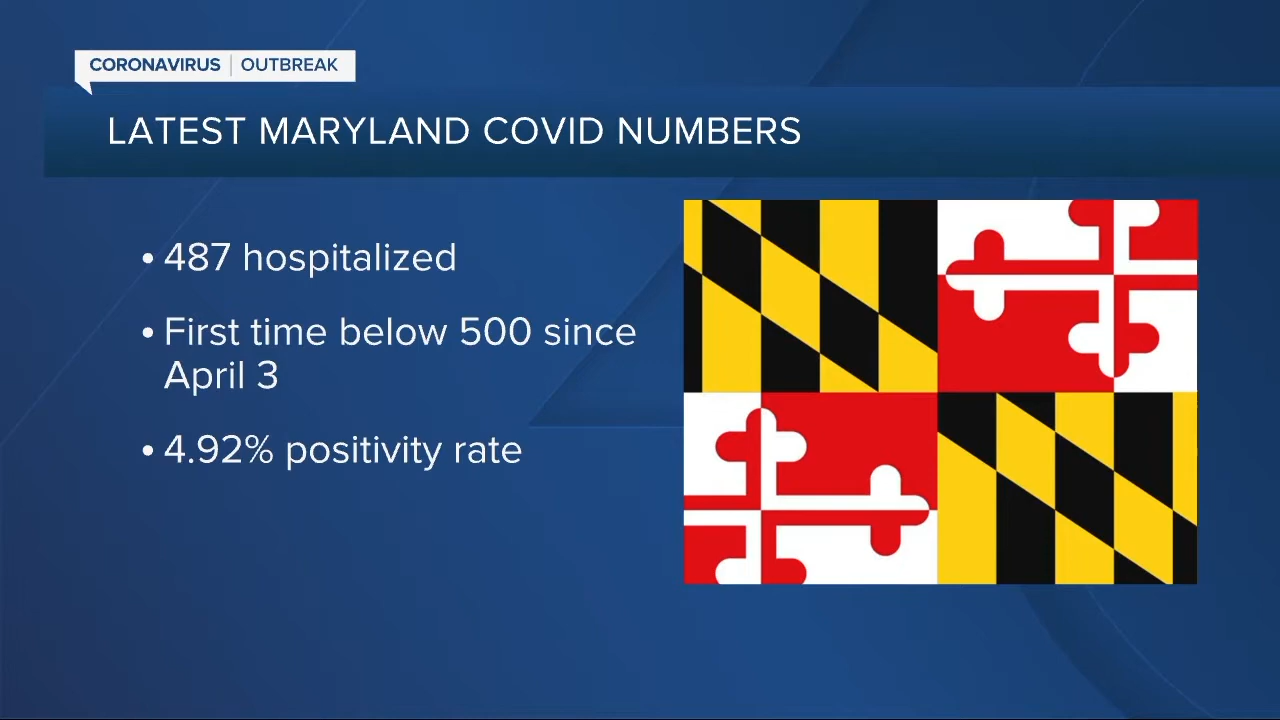 CORONAVIRUS | OUTBREAK
LATEST MARYLAND COVID NUMBERS
• 487 hospitalized
• First time below 500 since
April 3
• 4.92% positivity rate